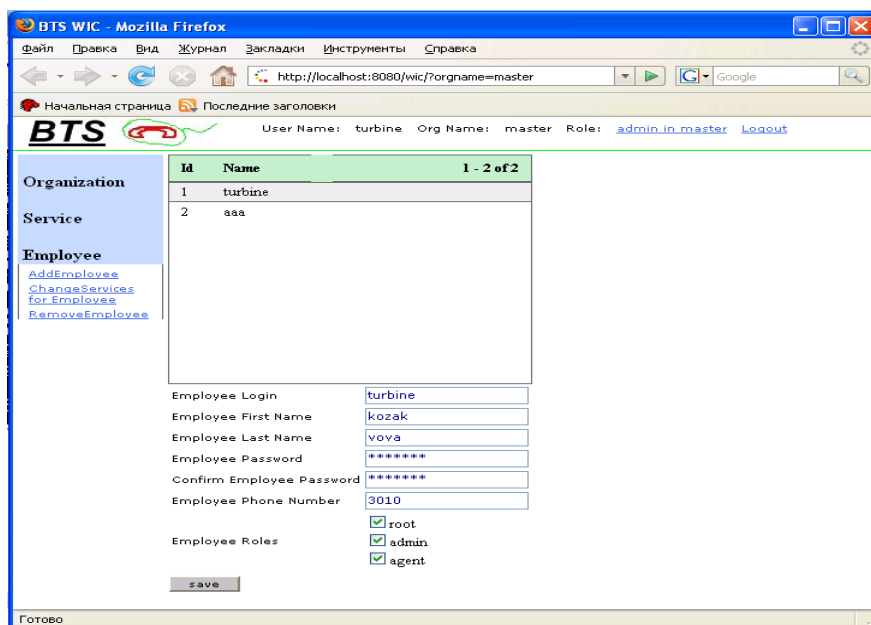 BTS WIC - Mozilla Firefox
Файл Правка Вид Журнал Закладки Инструменты Справка
http://localhost:8080/wic/?orgname=master
G Google
Начальная страница Последние заголовки
BTS User Name: turbine Org Name: master Role: admin in master Logout
Organization
Service
Employee
AddEmployee
ChangeServices
for Employee
RemoveEmployee
Id Name 1 - 2 of 2
1 turbine
2 aaa
Employee Login turbine
Employee First Name kozak
Employee Last Name vova
Employee Password *******
Confirm Employee Password *******
Employee Phone Number 3010
Employee Roles
root
admin
agent
save
Готово